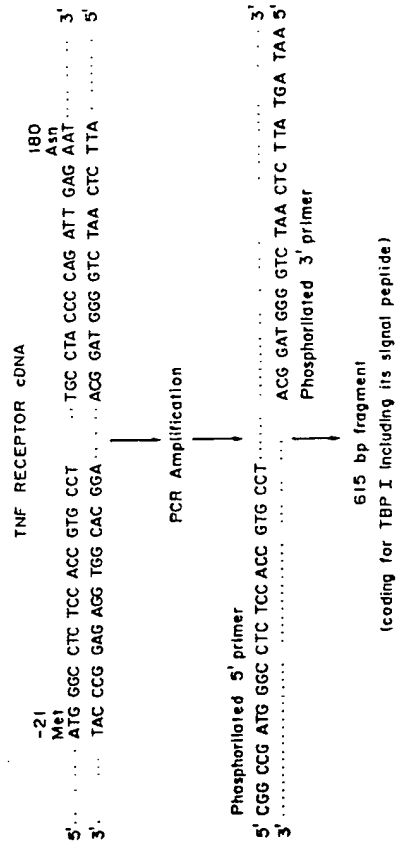 TNF RECEPTOR cDNA
-21 180
Met Asn
5'.. .... ATG GGC CTC TCC ACC GTG CCT ..TGC CTA CCC CAG ATT GAG AAT....... 3'
3'. ... TAC CCG GAG AGG TGG CAC GGA.... ...ACG GAT GGG GTC TAA CTC TTA ....... 5'
PCR Amplification
Phosphorilated 5' primer
5' CGG CCG ATG GGC CTC TCC ACC GTG CCT...... ........ .......... ... 3'
3'............................ .. ... .. ACG GAT GGG GTC TAA CTC TTA TGA TAA 5'
Phosphorilated 3' primer
615 bp fragment
(coding for TBP I including its signal peptide)